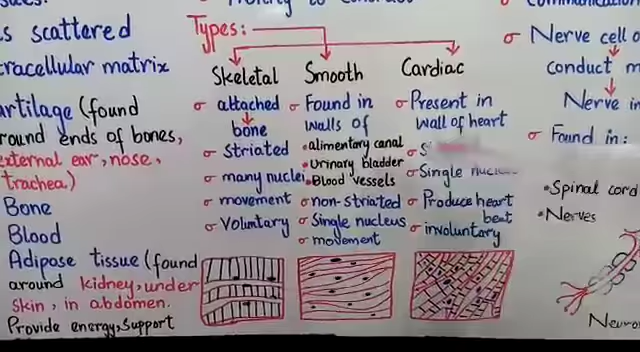 s scattered
tracellular matrix
artilage (found
round ends of bones,
external ear, nose,
trachea)
Bone
Blood
Adipose tissue (found
around kidney, under
skin, in abdomen.
Provide energy, support
Types:
Skeletal
attached
bone
Striated
many nuclei
movement
Voluntary
Smooth
Found in
walls of
alimentary canal
Urinary bladder
Blood vessels
non-striated
Single nucleus
movement
Cardiac
Present in
wall of heart
S
Single
Produce heart
beat
involuntary
Nerve cell
conduct
Nerve
Found in:
Spinal cord
Nerves